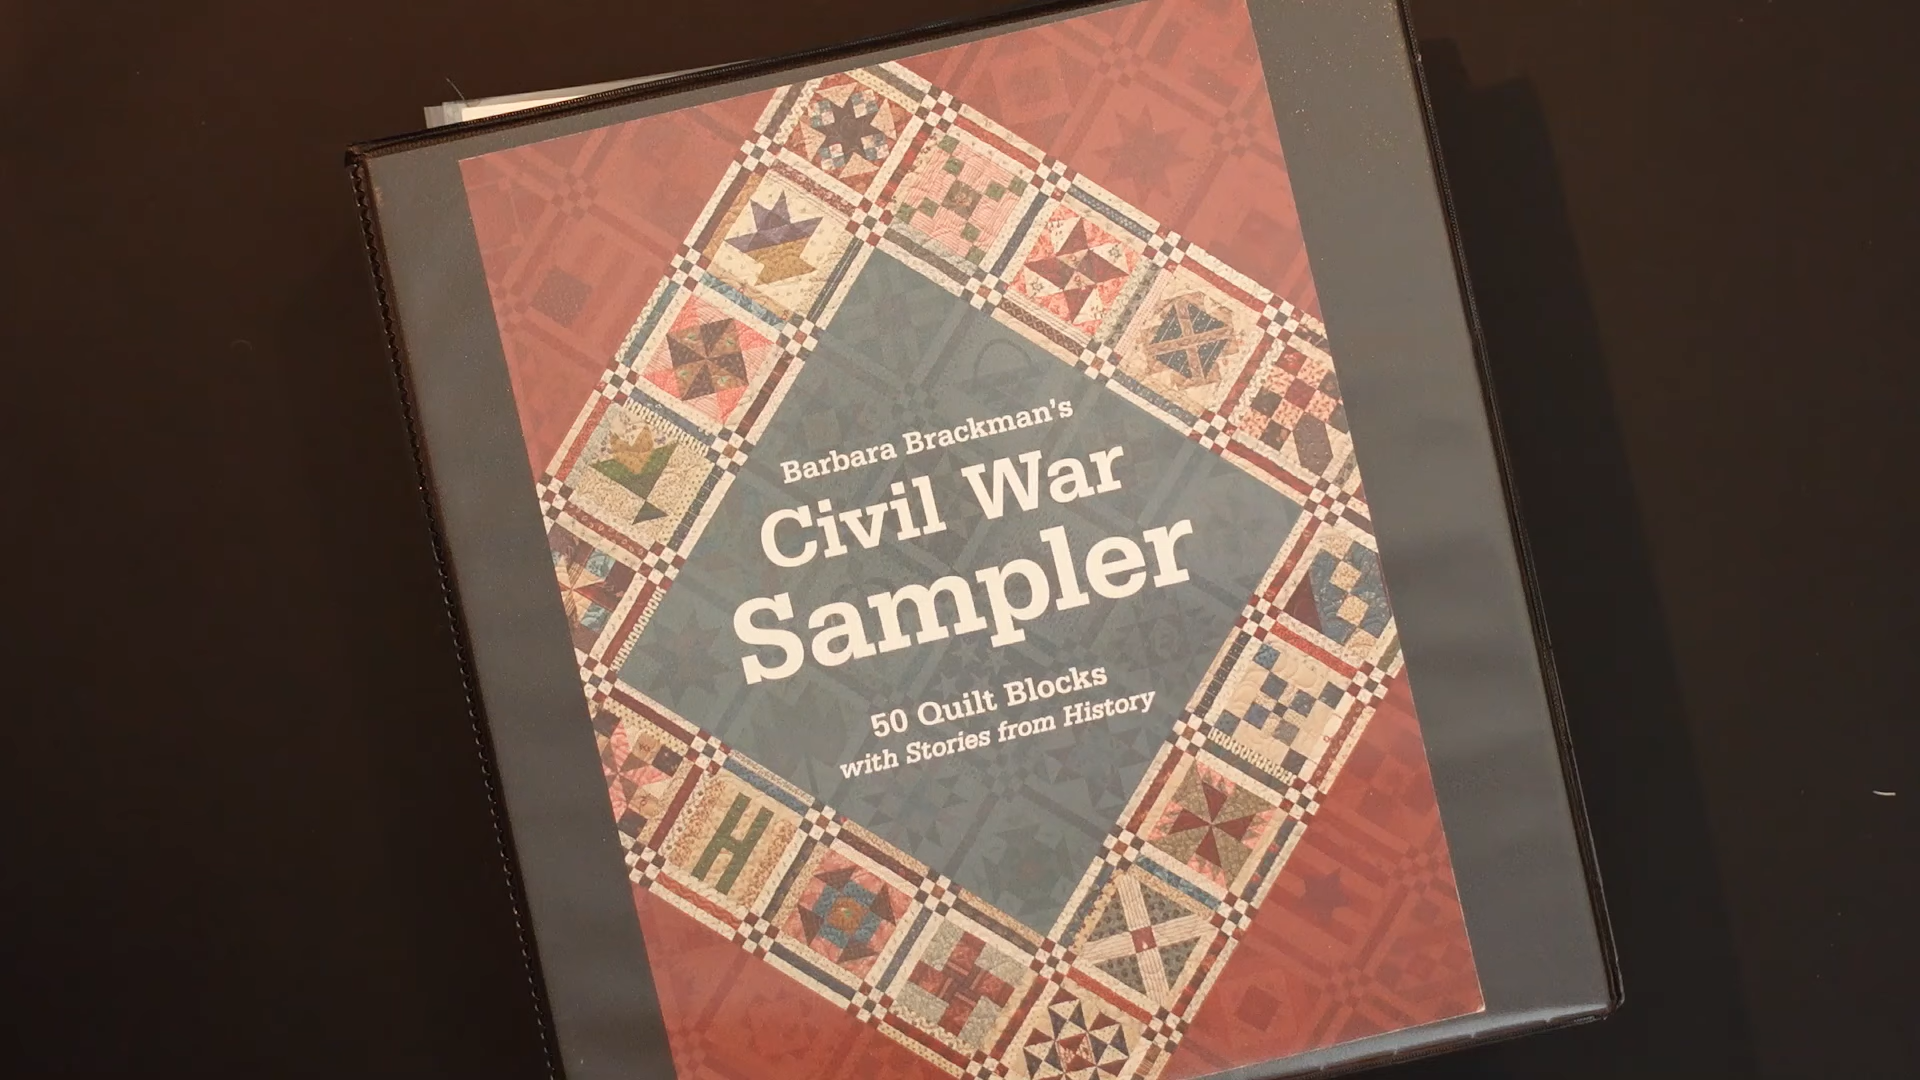 Barbara Brackman's
Civil War
Sampler
50 Quilt Blocks
with Stories from History